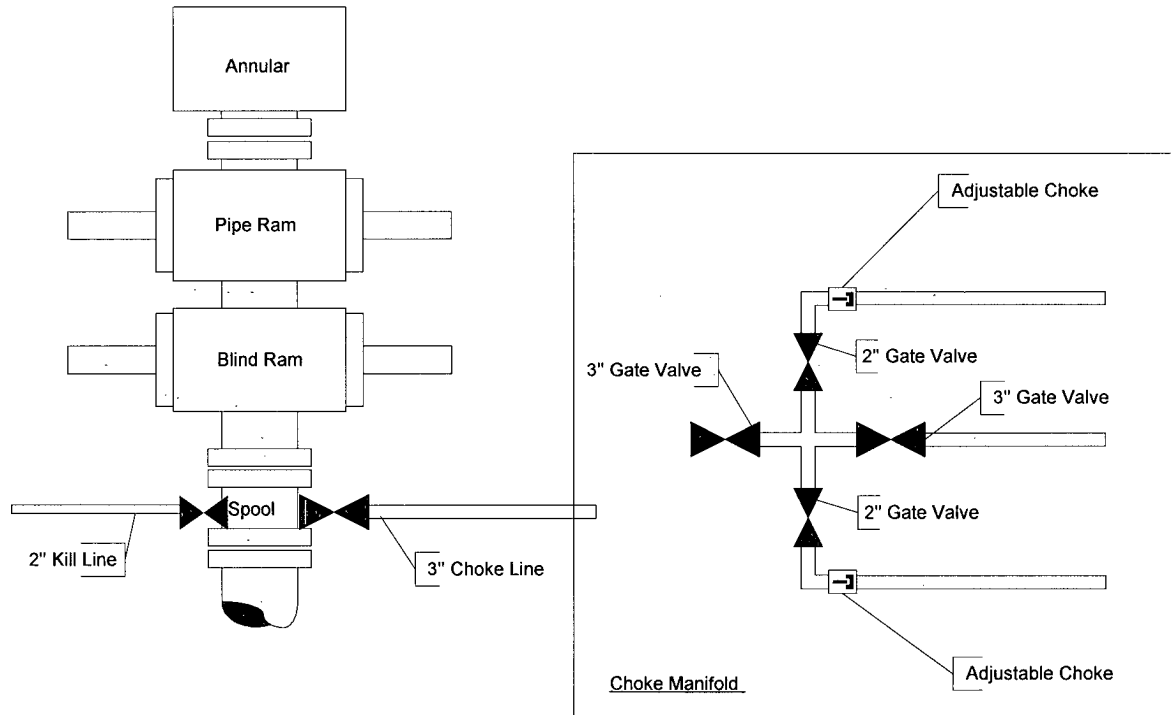 Annular
Pipe Ram
Blind Ram
Spool
2" Kill Line
3" Choke Line
Adjustable Choke
2" Gate Valve
3" Gate Valve
3" Gate Valve
2" Gate Valve
Adjustable Choke
Choke Manifold